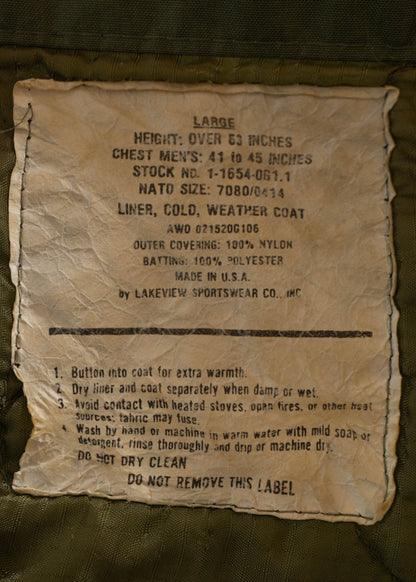 LARGE
HEIGHT: OVER 63 INCHES
CHEST MEN'S: 41 to 45 INCHES
STOCK NO. 1-1654-061.1
NATO SIZE: 7080/0414
LINER, COLD, WEATHER COAT
AWD 021520G106
OUTER COVERING: 100% NYLON
BATTING: 100% POLYESTER
MADE IN U.S.A.
by LAKEVIEW SPORTSWEAR CO., INC
1. Button into coat for extra warmth.
2. Dry liner and coat separately when damp or wet.
3. Avoid contact with heated stoves, open fires, or other heat
sources; fabric may fuse.
4. Wash by hand or machine in warm water with mild soap or
detergent, rinse thoroughly and drip or machine dry.
DO NOT DRY CLEAN
DO NOT REMOVE THIS LABEL